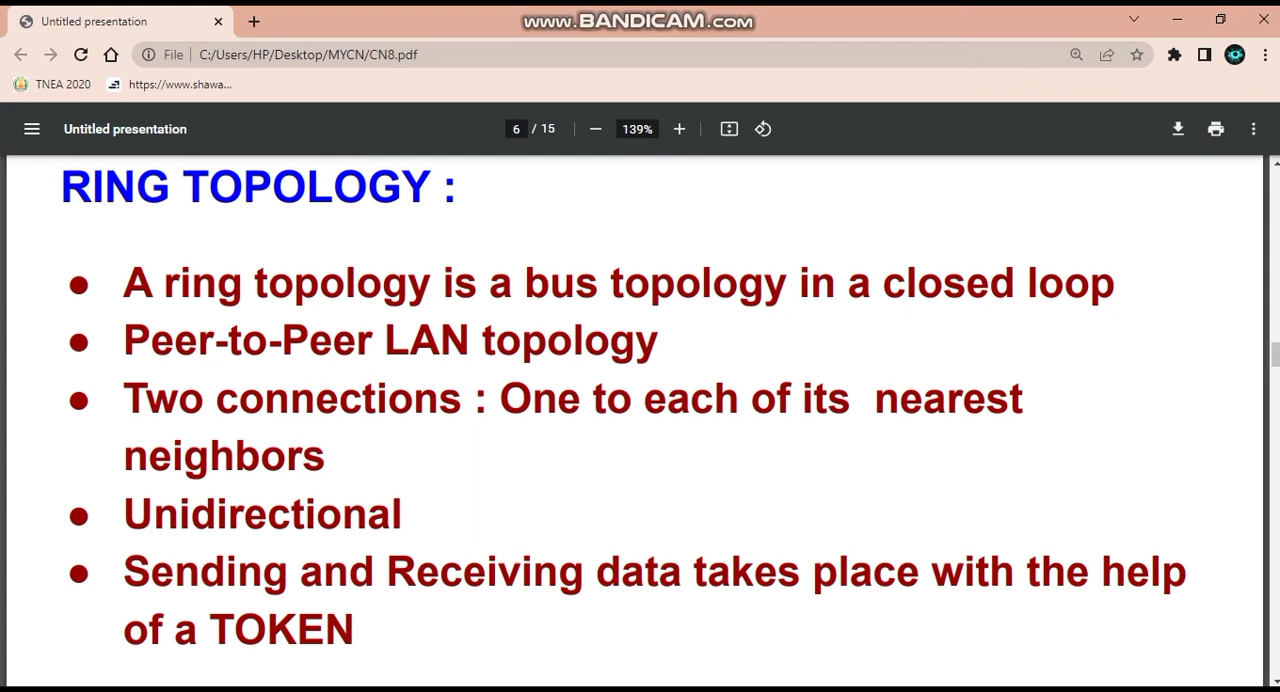 Untitled presentation
www.BANDICAM.com
File C:/Users/HP/Desktop/MYCN/CN8.pdf
TNEA 2020 https://www.shawa...
Untitled presentation 6 / 15 139%
RING TOPOLOGY :
● A ring topology is a bus topology in a closed loop
● Peer-to-Peer LAN topology
● Two connections : One to each of its nearest
neighbors
● Unidirectional
● Sending and Receiving data takes place with the help
of a TOKEN